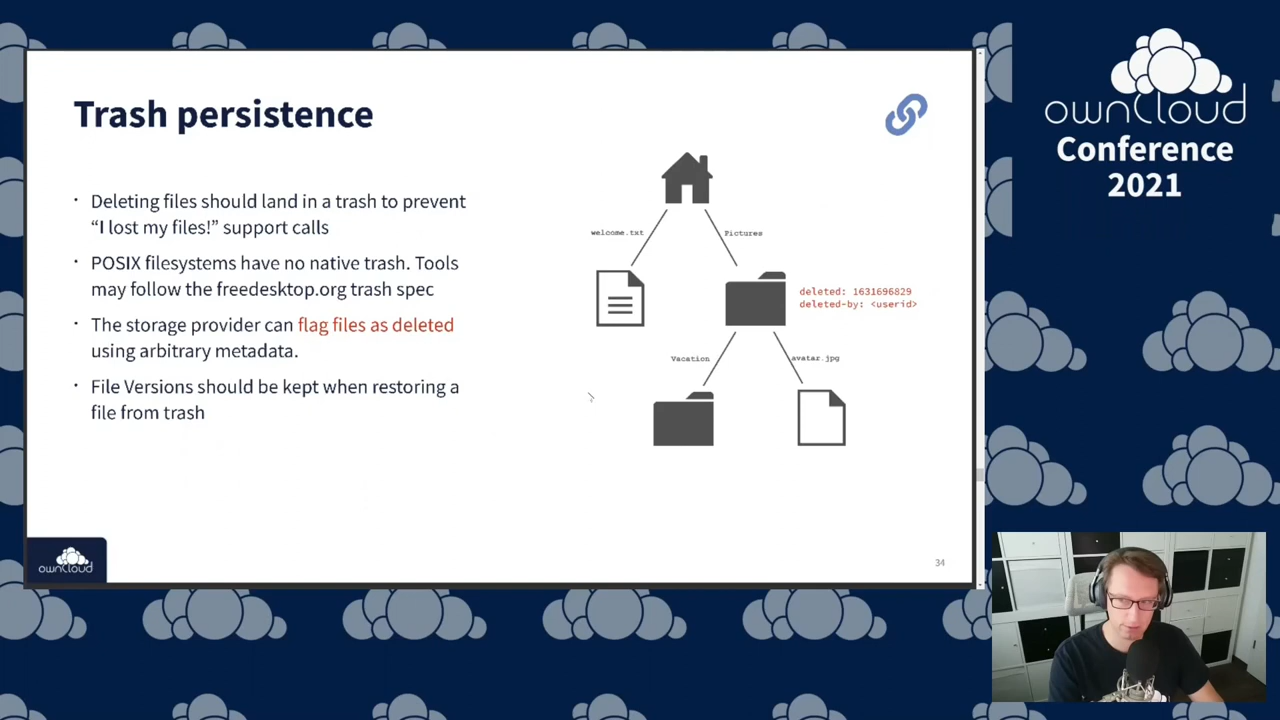 Trash persistence
· Deleting files should land in a trash to prevent
“I lost my files!” support calls
· POSIX filesystems have no native trash. Tools
may follow the freedesktop.org trash spec
· The storage provider can flag files as deleted
using arbitrary metadata.
· File Versions should be kept when restoring a
file from trash
welcome.txt
Pictures
deleted: 1631696829
deleted-by: <userid>
Vacation
avatar.jpg
ownCloud
34
ownCloud
Conference
2021